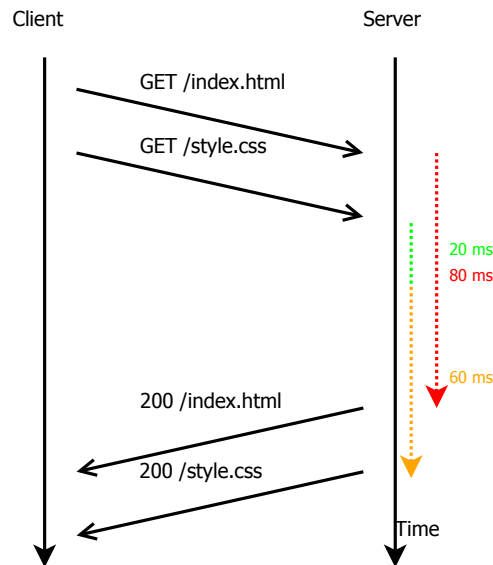 Client
Server
GET /index.html
GET /style.css
20 ms
80 ms
60 ms
200 /index.html
200 /style.css
Time